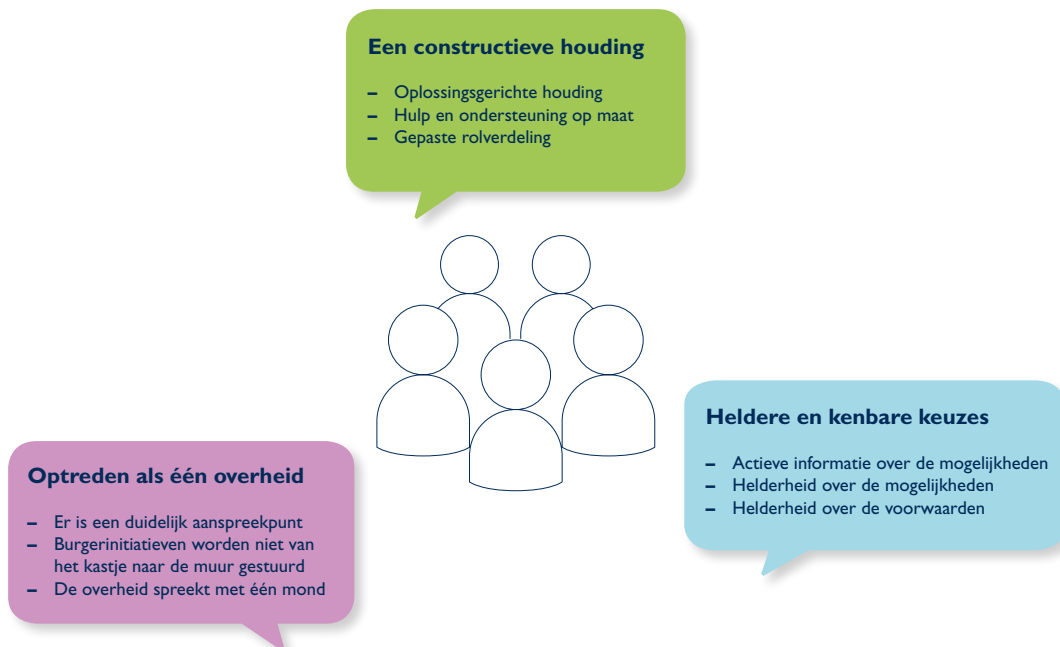 Een constructieve houding
– Oplossingsgerichte houding
– Hulp en ondersteuning op maat
– Gepaste rolverdeling
Heldere en kenbare keuzes
– Actieve informatie over de mogelijkheden
– Helderheid over de mogelijkheden
– Helderheid over de voorwaarden
Optreden als één overheid
– Er is een duidelijk aanspreekpunt
– Burgerinitiatieven worden niet van
het kastje naar de muur gestuurd
– De overheid spreekt met één mond